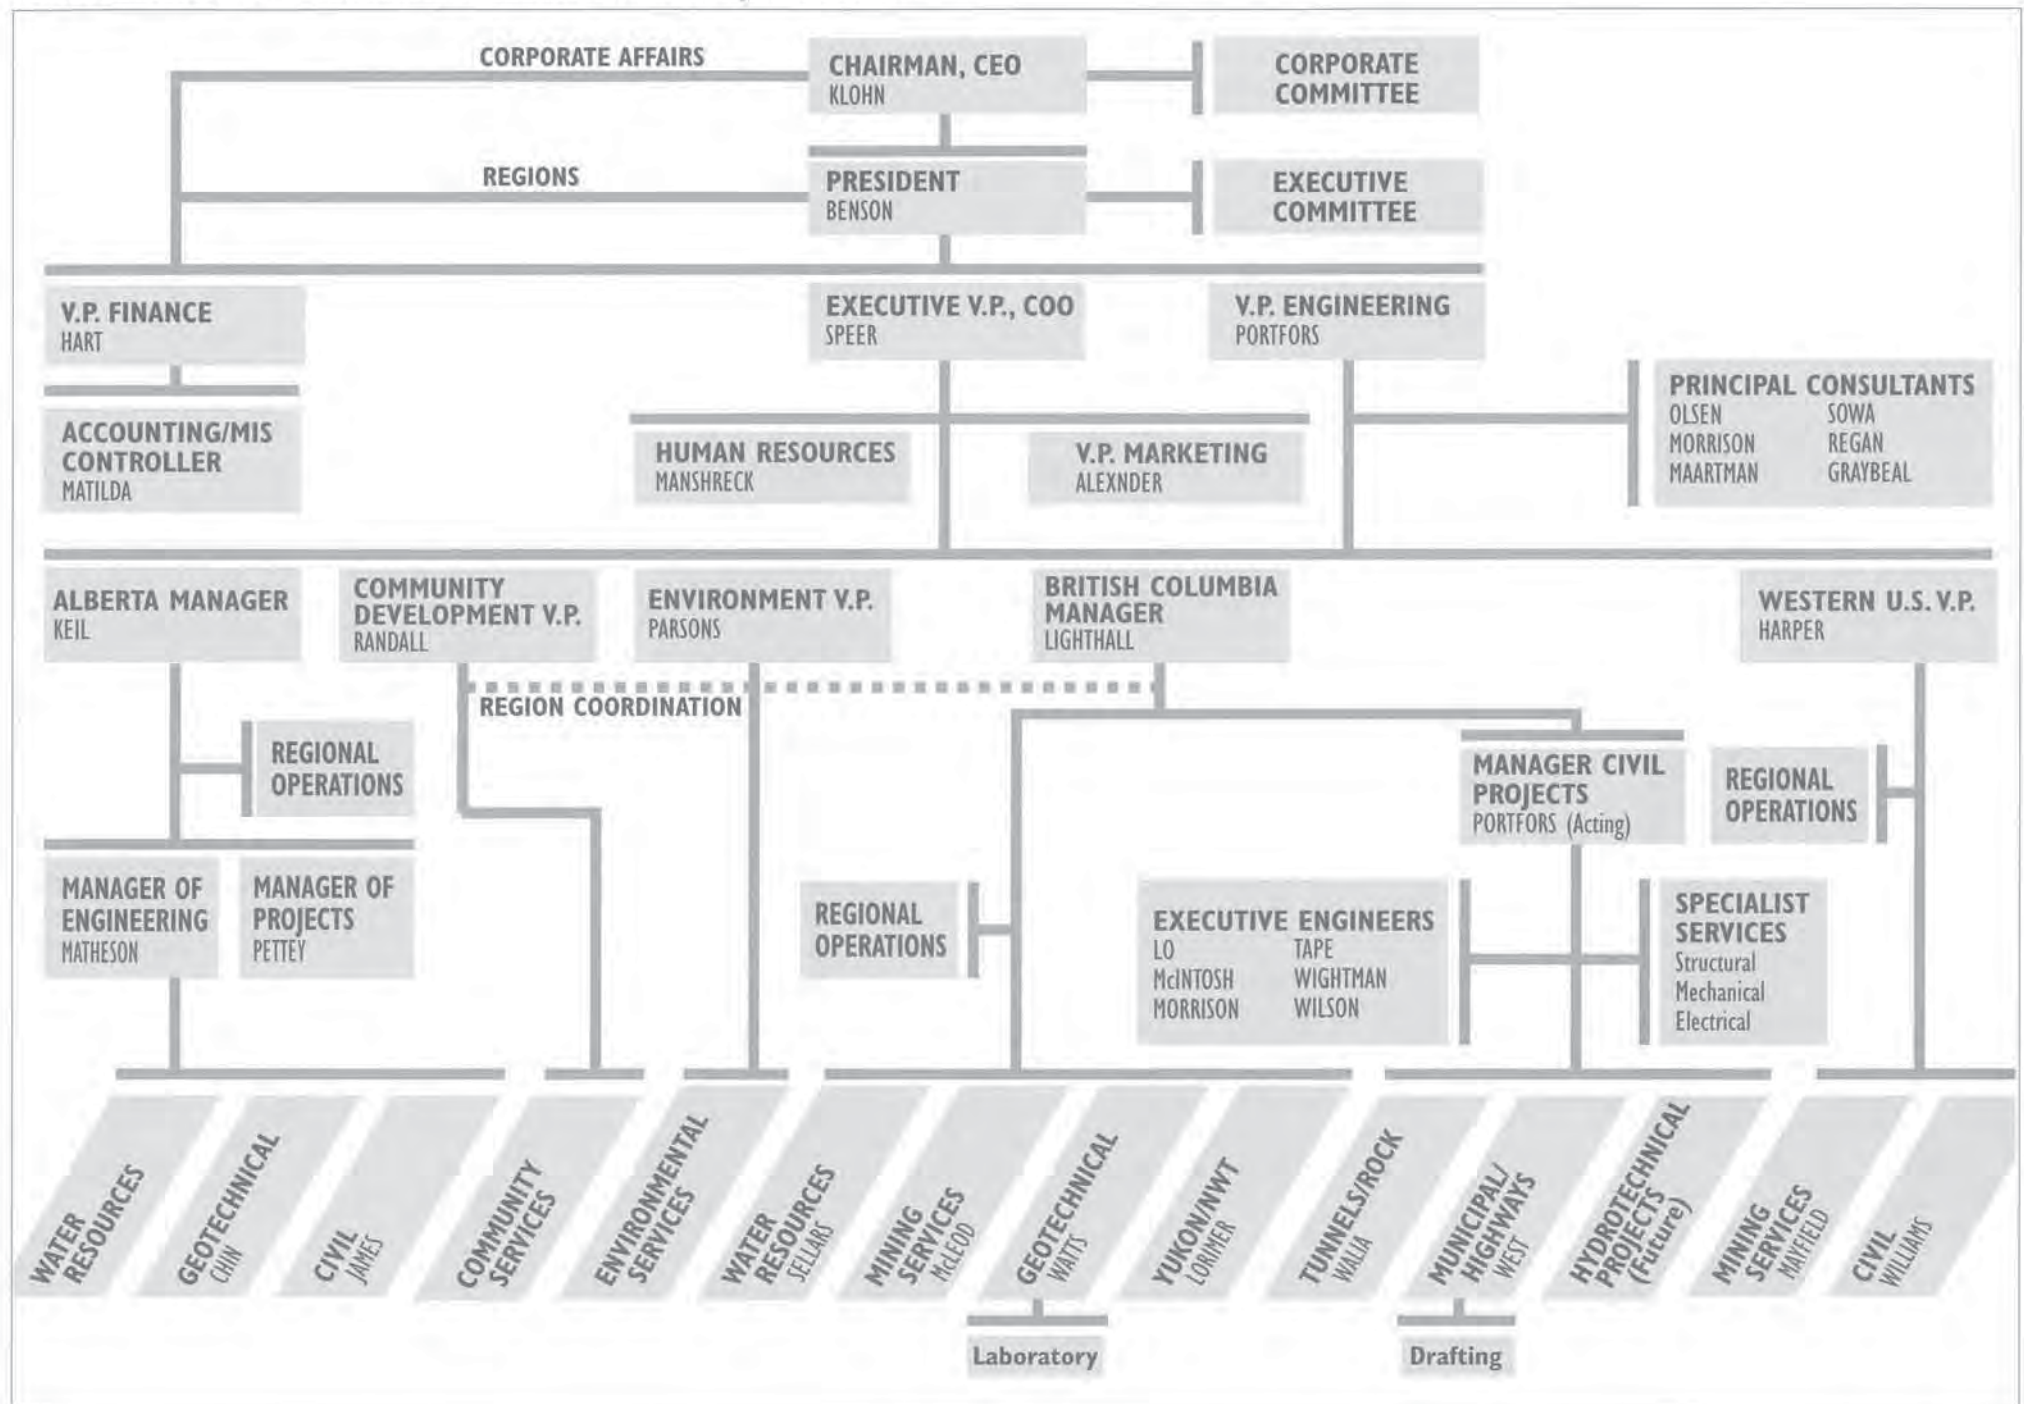 CORPORATE AFFAIRS
CHAIRMAN, CEO
KLOHN
CORPORATE
COMMITTEE
REGIONS
PRESIDENT
BENSON
EXECUTIVE
COMMITTEE
V.P. FINANCE
HART
EXECUTIVE V.P., COO
SPEER
V.P. ENGINEERING
PORTFORS
ACCOUNTING/MIS
CONTROLLER
MATILDA
HUMAN RESOURCES
MANSHRECK
V.P. MARKETING
ALEXNDER
PRINCIPAL CONSULTANTS
OLSEN SOWA
MORRISON REGAN
MAARTMAN GRAYBEAL
ALBERTA MANAGER
KEIL
COMMUNITY
DEVELOPMENT V.P.
RANDALL
ENVIRONMENT V.P.
PARSONS
BRITISH COLUMBIA
MANAGER
LIGHTHALL
WESTERN U.S. V.P.
HARPER
REGION COORDINATION
REGIONAL
OPERATIONS
MANAGER CIVIL
PROJECTS
PORTFORS (Acting)
REGIONAL
OPERATIONS
MANAGER OF
ENGINEERING
MATHESON
MANAGER OF
PROJECTS
PETTEY
REGIONAL
OPERATIONS
EXECUTIVE ENGINEERS
LO TAPE
McINTOSH WIGHTMAN
MORRISON WILSON
SPECIALIST
SERVICES
Structural
Mechanical
Electrical
WATER
RESOURCES
GEOTECHNICAL
CHIN
CIVIL
JAMES
COMMUNITY
SERVICES
ENVIRONMENTAL
SERVICES
WATER
RESOURCES
SELLARS
MINING
SERVICES
McLEOD
GEOTECHNICAL
WATTS
YUKON/NWT
LORIMER
TUNNELS/ROCK
WALIA
MUNICIPAL/
HIGHWAYS
WEST
HYDROTECHNICAL
PROJECTS
(Future)
MINING
SERVICES
MAYFIELD
CIVIL
WILLIAMS
Laboratory
Drafting